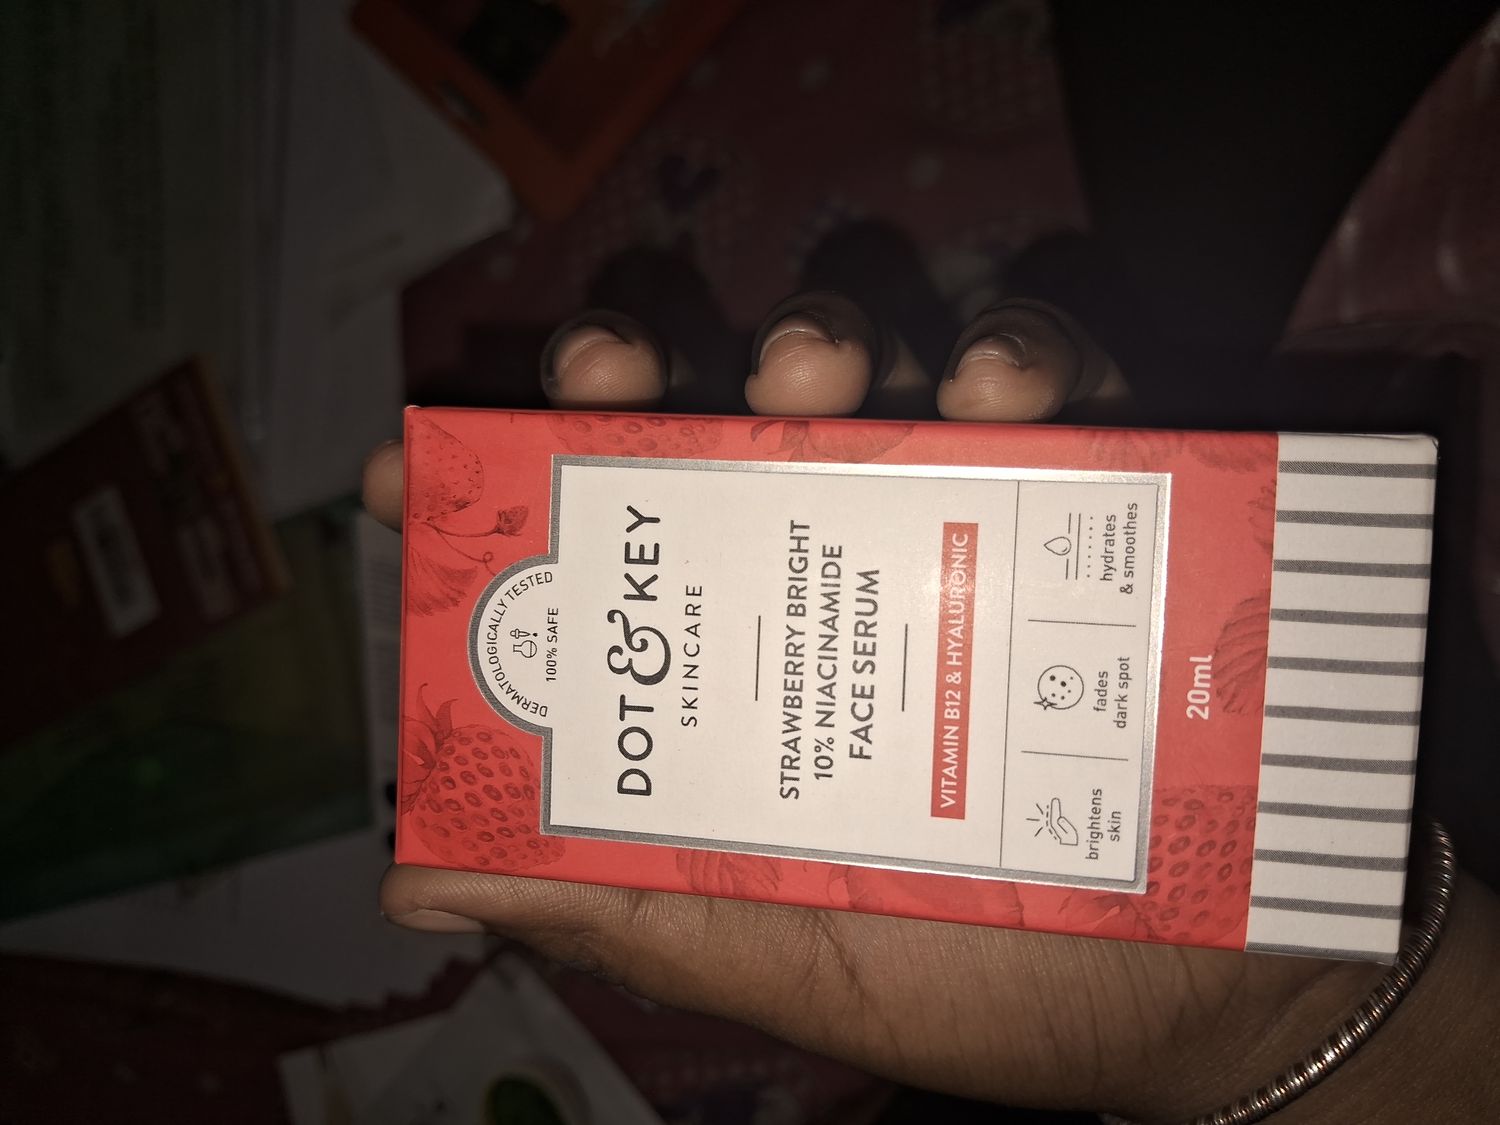 DERMATOLOGICALLY TESTED
100% SAFE
DOT & KEY
SKINCARE
STRAWBERRY BRIGHT
10% NIACINAMIDE
FACE SERUM
VITAMIN B12 & HYALURONIC
brightens
skin
fades
dark spot
hydrates
& smoothes
20ml